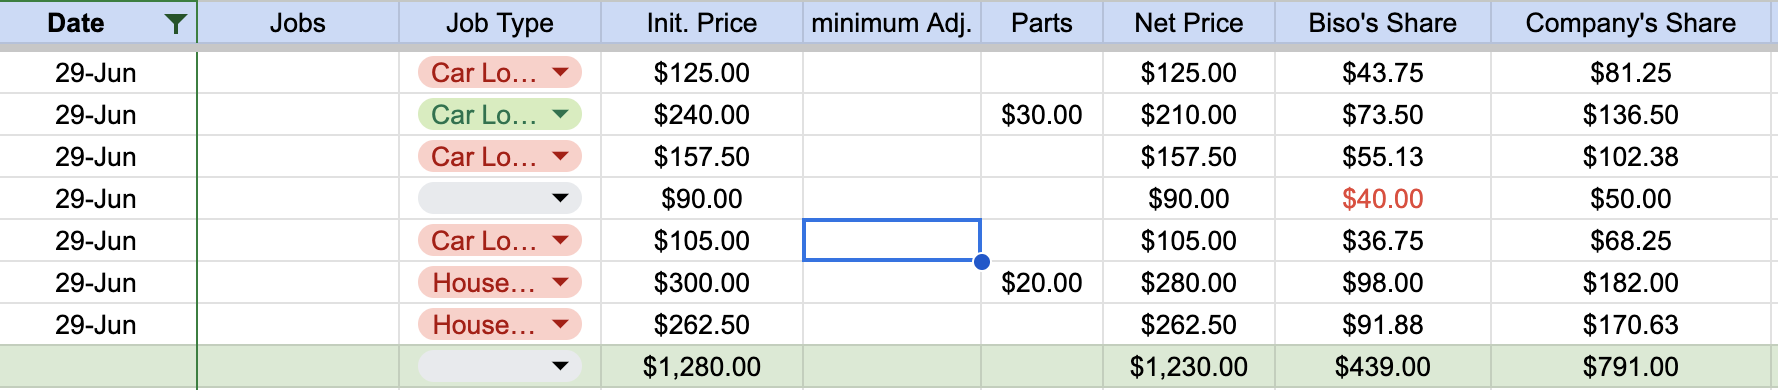 Date Jobs Job Type Init. Price minimum Adj. Parts Net Price Biso's Share Company's Share
29-Jun Car Lo... $125.00 $125.00 $43.75 $81.25
29-Jun Car Lo... $240.00 $30.00 $210.00 $73.50 $136.50
29-Jun Car Lo... $157.50 $157.50 $55.13 $102.38
29-Jun $90.00 $90.00 $40.00 $50.00
29-Jun Car Lo... $105.00 $105.00 $36.75 $68.25
29-Jun House... $300.00 $20.00 $280.00 $98.00 $182.00
29-Jun House... $262.50 $262.50 $91.88 $170.63
$1,280.00 $1,230.00 $439.00 $791.00